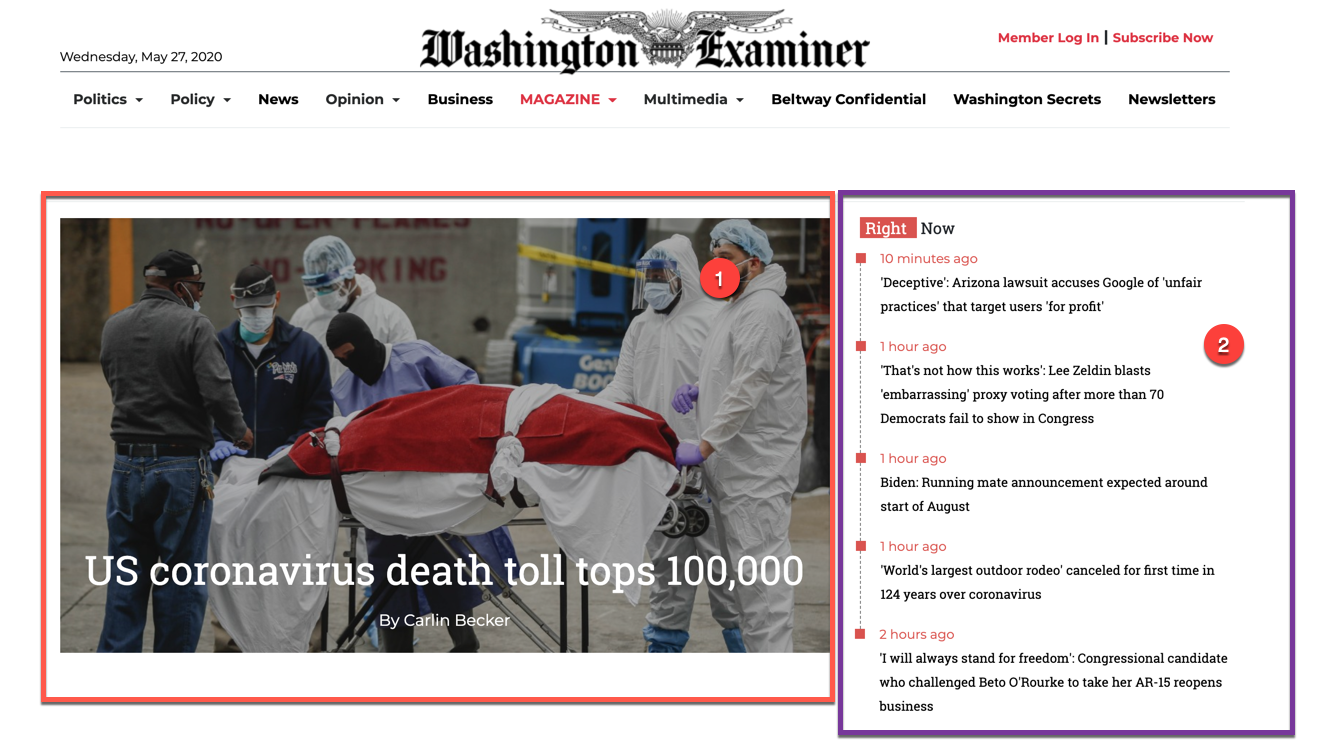 Washington Examiner
Wednesday, May 27, 2020
Member Log In | Subscribe Now
Politics Policy News Opinion Business MAGAZINE Multimedia Beltway Confidential Washington Secrets Newsletters
NO PARKING
1
US coronavirus death toll tops 100,000
By Carlin Becker
Right Now
10 minutes ago
'Deceptive': Arizona lawsuit accuses Google of 'unfair
practices' that target users 'for profit'
2
1 hour ago
'That's not how this works': Lee Zeldin blasts
'embarrassing' proxy voting after more than 70
Democrats fail to show in Congress
1 hour ago
Biden: Running mate announcement expected around
start of August
1 hour ago
'World's largest outdoor rodeo' canceled for first time in
124 years over coronavirus
2 hours ago
'I will always stand for freedom': Congressional candidate
who challenged Beto O'Rourke to take her AR-15 reopens
business